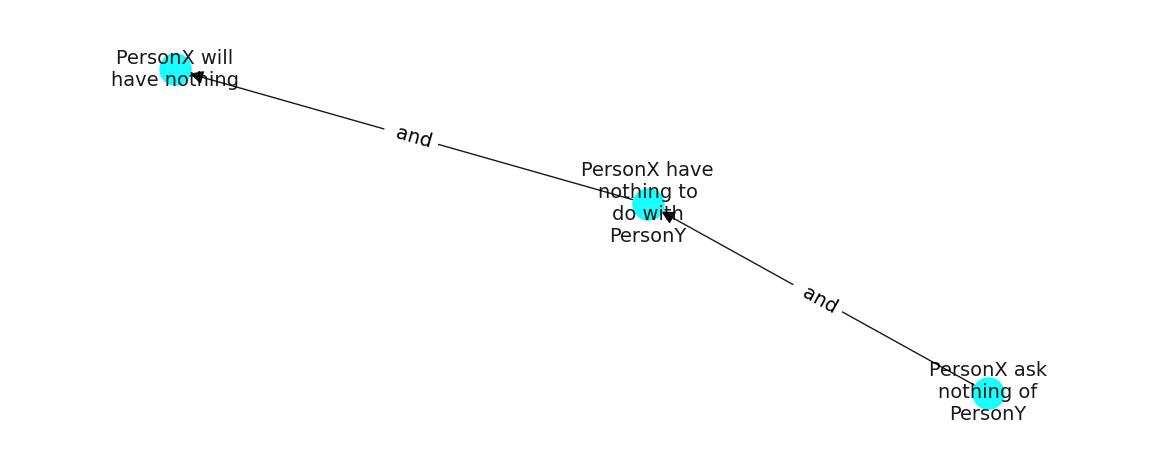 PersonX will
have nothing
and
PersonX have
nothing to
do with
PersonY
and
PersonX ask
nothing of
PersonY